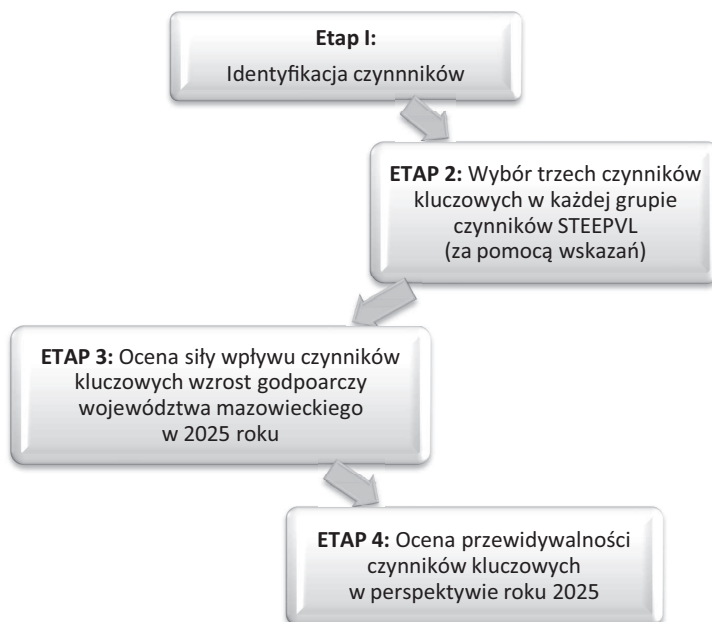 Etap I:
Identyfikacja czynnników
ETAP 2: Wybór trzech czynników
kluczowych w każdej grupie
czynników STEEPVL
(za pomocą wskazań)
ETAP 3: Ocena siły wpływu czynników
kluczowych wzrost godpoarczy
województwa mazowieckiego
w 2025 roku
ETAP 4: Ocena przewidywalności
czynników kluczowych
w perspektywie roku 2025